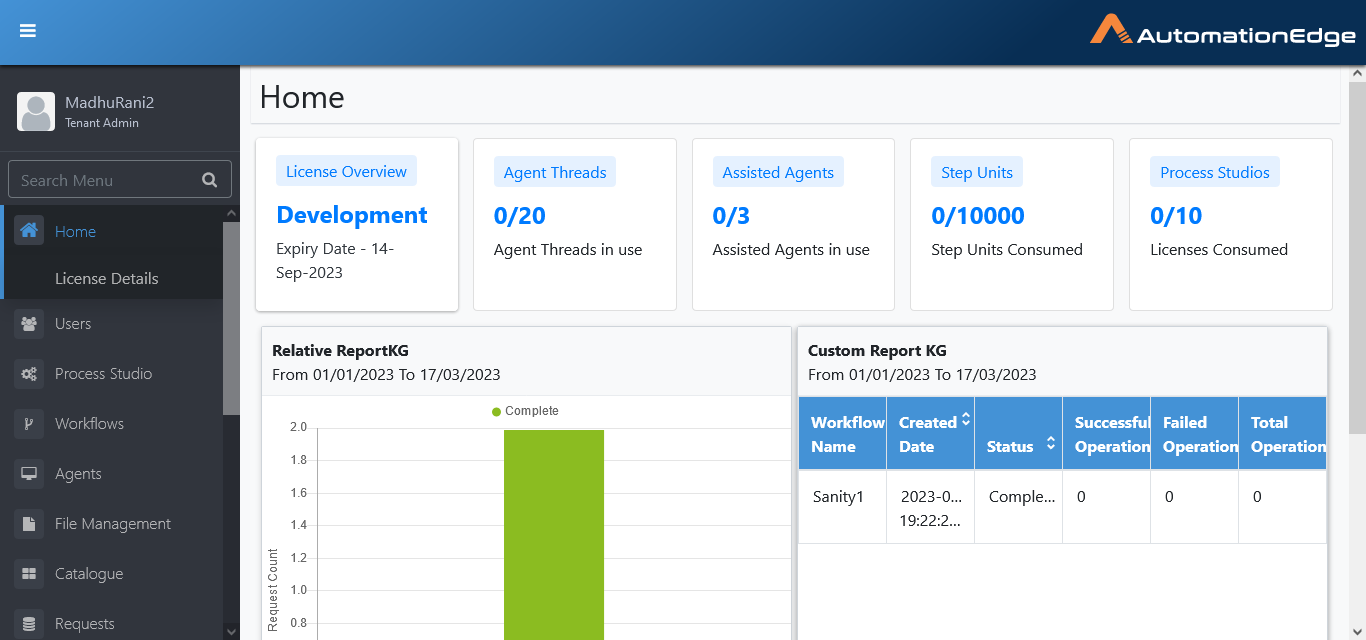 AutomationEdge
MadhuRani2
Tenant Admin
Search Menu
Home
License Details
Users
Process Studio
Workflows
Agents
File Management
Catalogue
Requests
Home
License Overview
Development
Expiry Date - 14-
Sep-2023
Agent Threads
0/20
Agent Threads in use
Assisted Agents
0/3
Assisted Agents in use
Step Units
0/10000
Step Units Consumed
Process Studios
0/10
Licenses Consumed
Relative ReportKG
From 01/01/2023 To 17/03/2023
Complete
2.0
1.8
1.6
1.4
1.2
1.0
0.8
Request Count
Custom Report KG
From 01/01/2023 To 17/03/2023
Workflow
Name
Created
Date
Status
Successful
Operation
Failed
Operation
Total
Operation
Sanity1
2023-0...
19:22:2...
Comple...
0
0
0